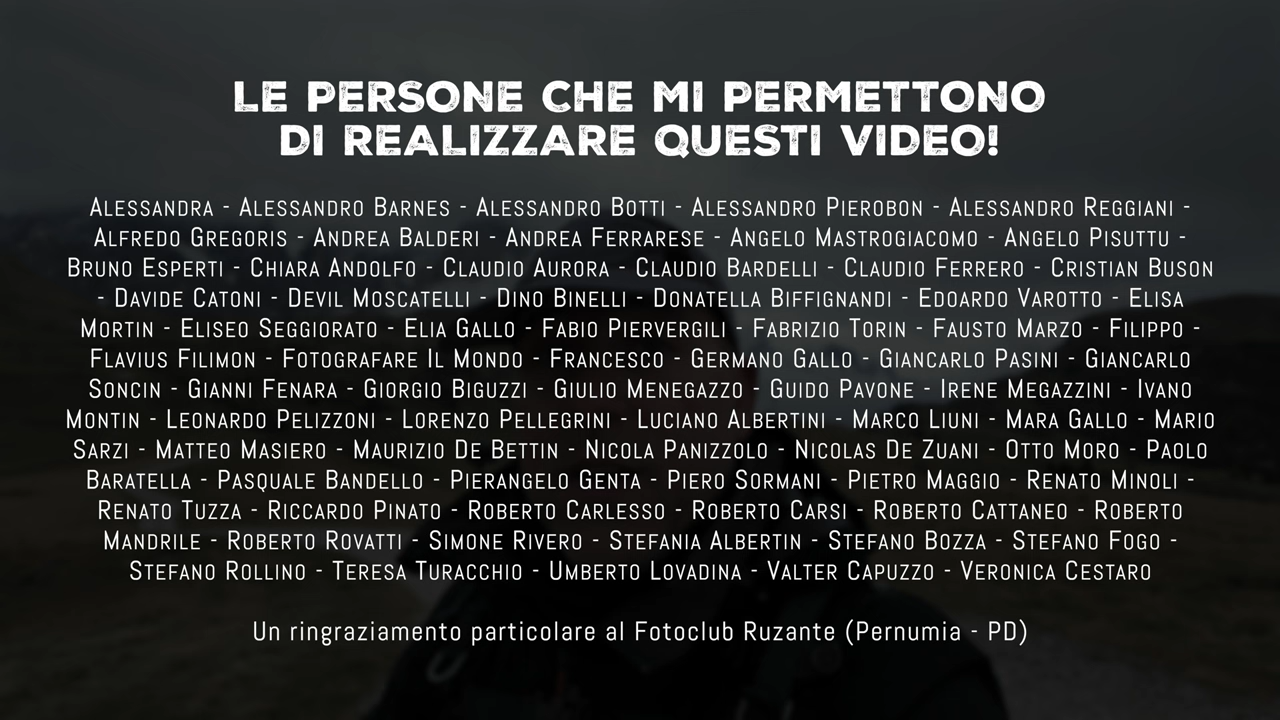 LE PERSONE CHE MI PERMETTONO
DI REALIZZARE QUESTI VIDEO!
ALESSANDRA - ALESSANDRO BARNES - ALESSANDRO BOTTI - ALESSANDRO PIEROBON - ALESSANDRO REGGIANI -
ALFREDO GREGORIS - ANDREA BALDERI - ANDREA FERRARESE - ANGELO MASTROGIACOMO - ANGELO PISUTTU -
BRUNO ESPERTI - CHIARA ANDOLFO - CLAUDIO AURORA - CLAUDIO BARDELLI - CLAUDIO FERRERO - CRISTIAN BUSON
- DAVIDE CATONI - DEVIL MOSCATELLI - DINO BINELLI - DONATELLA BIFFIGNANDI - EDOARDO VAROTTO - ELISA
MORTIN - ELISEO SEGGIORATO - ELIA GALLO - FABIO PIERVERGILI - FABRIZIO TORIN - FAUSTO MARZO - FILIPPO -
FLAVIUS FILIMON - FOTOGRAFARE IL MONDO - FRANCESCO - GERMANO GALLO - GIANCARLO PASINI - GIANCARLO
SONCIN - GIANNI FENARA - GIORGIO BIGUZZI - GIULIO MENEGAZZO - GUIDO PAVONE - IRENE MEGAZZINI - IVANO
MONTIN - LEONARDO PELIZZONI - LORENZO PELLEGRINI - LUCIANO ALBERTINI - MARCO LIUNI - MARA GALLO - MARIO
SARZI - MATTEO MASIERO - MAURIZIO DE BETTIN - NICOLA PANIZZOLO - NICOLAS DE ZUANI - OTTO MORO - PAOLO
BARATELLA - PASQUALE BANDELLO - PIERANGELO GENTA - PIERO SORMANI - PIETRO MAGGIO - RENATO MINOLI -
RENATO TUZZA - RICCARDO PINATO - ROBERTO CARLESSO - ROBERTO CARSI - ROBERTO CATTANEO - ROBERTO
MANDRILE - ROBERTO ROVATTI - SIMONE RIVERO - STEFANIA ALBERTIN - STEFANO BOZZA - STEFANO FOGO -
STEFANO ROLLINO - TERESA TURACCHIO - UMBERTO LOVADINA - VALTER CAPUZZO - VERONICA CESTARO
Un ringraziamento particolare al Fotoclub Ruzante (Pernumia - PD)